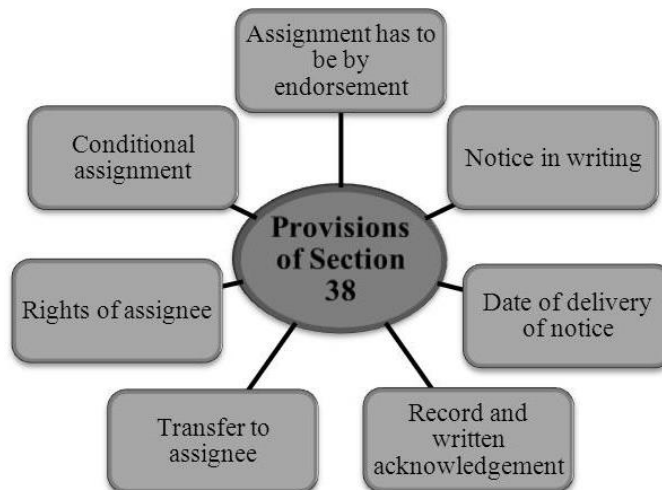 Assignment has to
be by
endorsement
Notice in writing
Date of delivery
of notice
Record and
written
acknowledgement
Transfer to
assignee
Rights of assignee
Conditional
assignment
Provisions
of Section
38